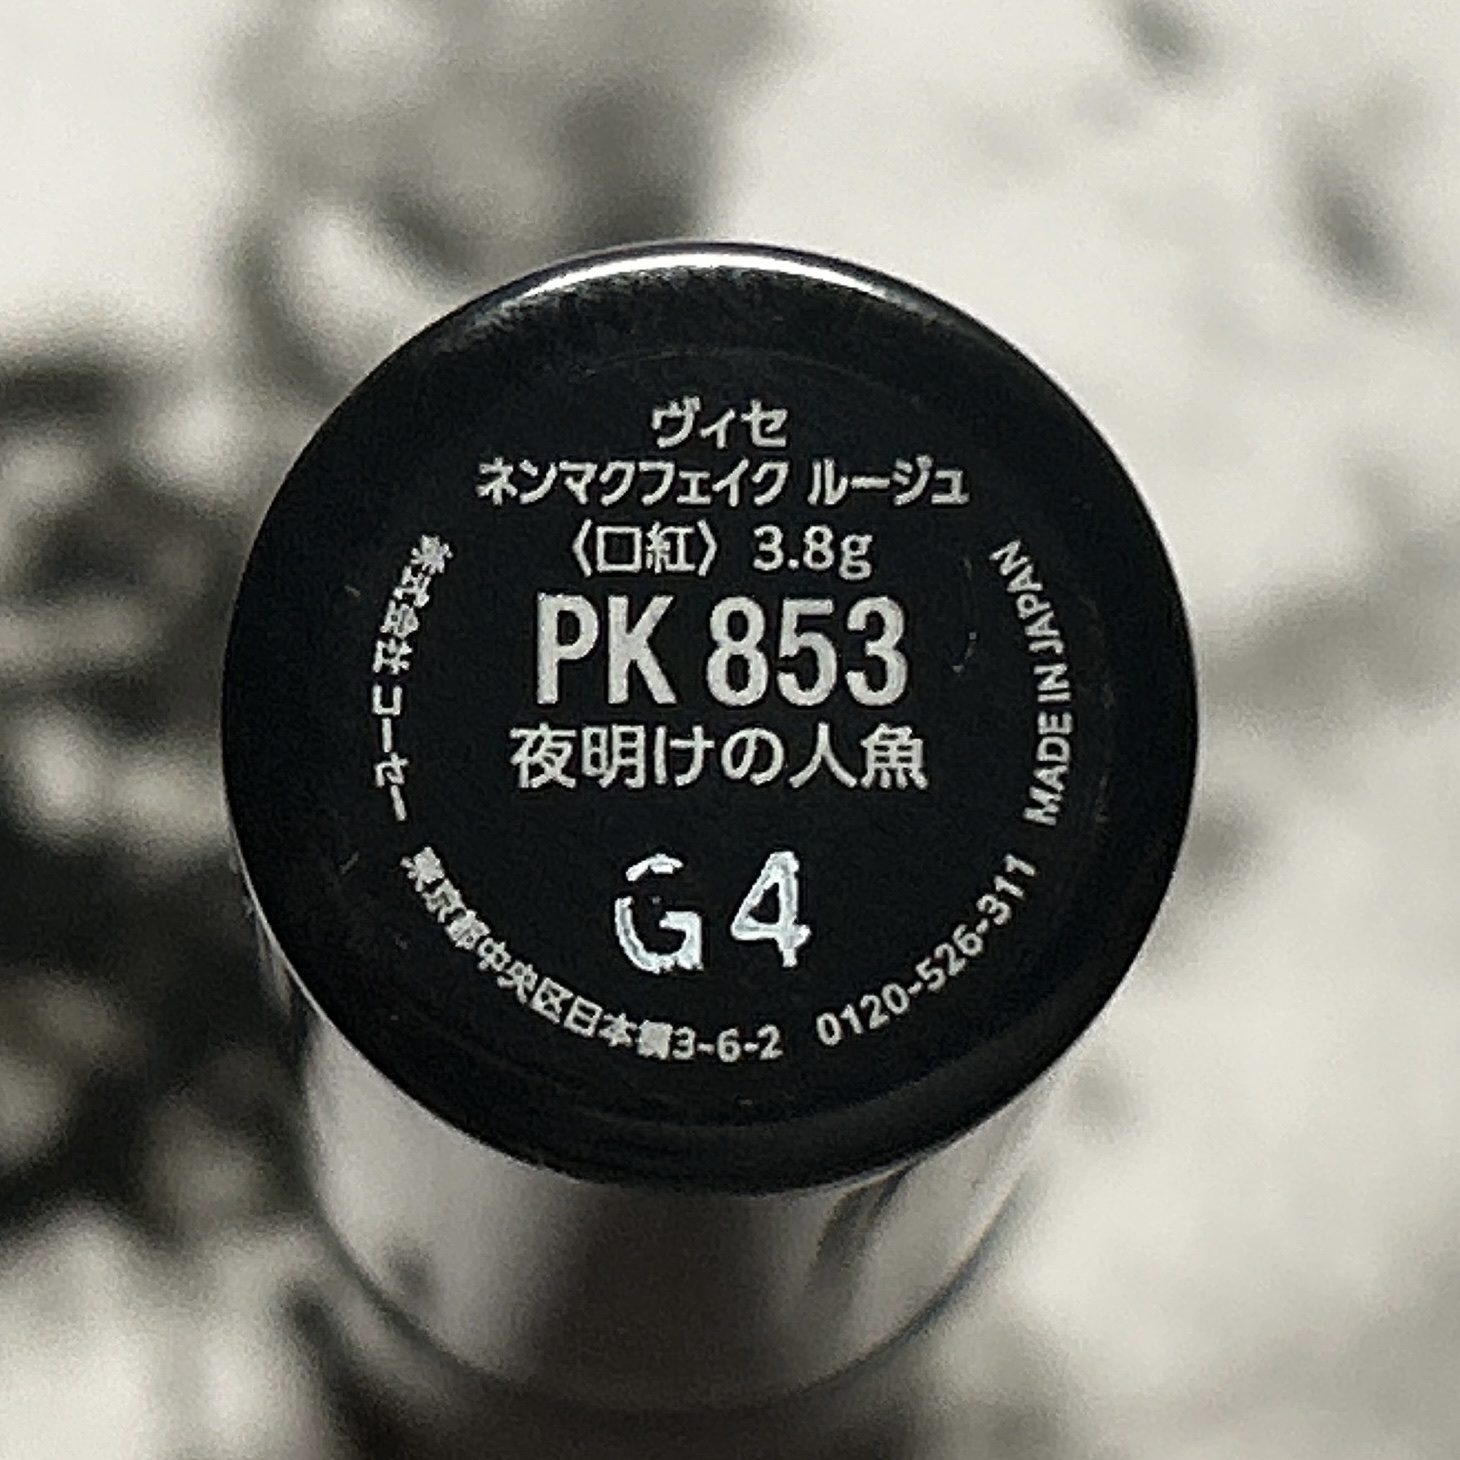 ヴィセ
ネンマクフェイク ルージュ
〈口紅〉 3.8g
PK 853
夜明けの人魚
G4
株式会社コーセー 東京都中央区日本橋3-6-2 0120-526-311 MADE IN JAPAN